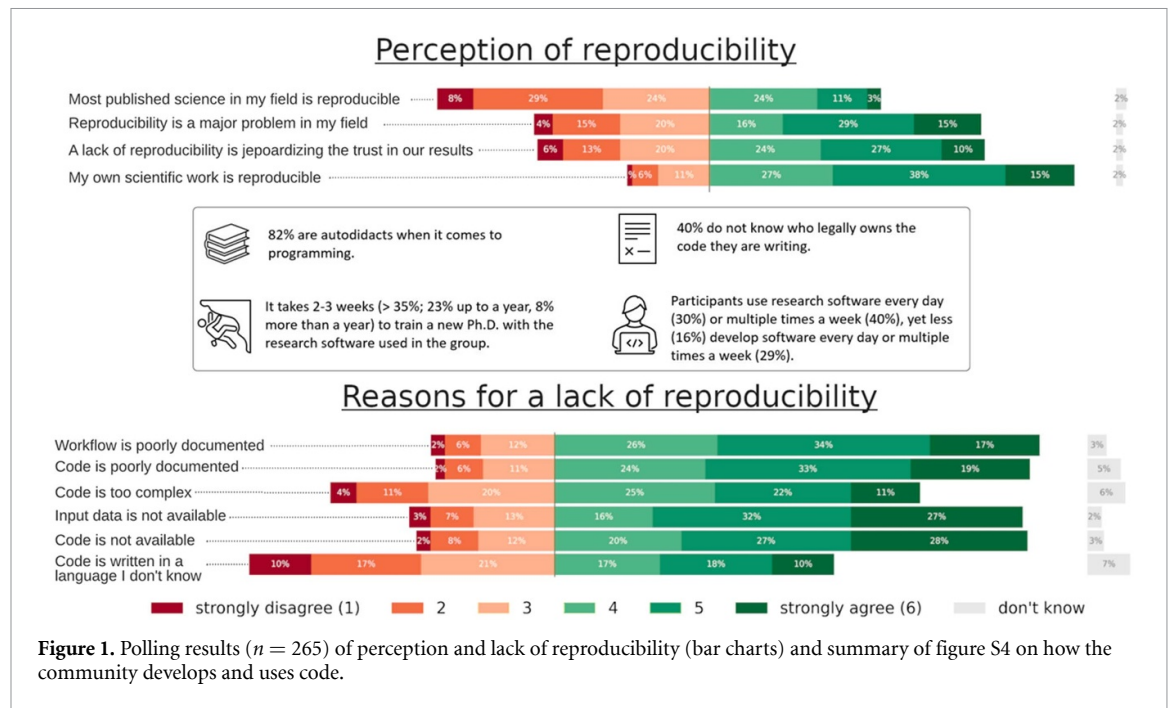 Perception of reproducibility
Most published science in my field is reproducible 8% 29% 24% 24% 11% 3% 2%
Reproducibility is a major problem in my field 4% 15% 20% 16% 29% 15% 2%
A lack of reproducibility is jepoardizing the trust in our results 6% 13% 20% 24% 27% 10% 2%
My own scientific work is reproducible % 6% 11% 27% 38% 15% 2%
82% are autodidacts when it comes to
programming.
40% do not know who legally owns the
code they are writing.
It takes 2-3 weeks (> 35%; 23% up to a year, 8%
more than a year) to train a new Ph.D. with the
research software used in the group.
Participants use research software every day
(30%) or multiple times a week (40%), yet less
(16%) develop software every day or multiple
times a week (29%).
Reasons for a lack of reproducibility
Workflow is poorly documented 2% 6% 12% 26% 34% 17% 3%
Code is poorly documented 2% 6% 11% 24% 33% 19% 5%
Code is too complex 4% 11% 20% 25% 22% 11% 6%
Input data is not available 3% 7% 13% 16% 32% 27% 2%
Code is not available 2% 8% 12% 20% 27% 28% 3%
Code is written in a
language I don't know 10% 17% 21% 17% 18% 10% 7%
strongly disagree (1) 2 3 4 5 strongly agree (6) don't know
Figure 1. Polling results (n = 265) of perception and lack of reproducibility (bar charts) and summary of figure S4 on how the
community develops and uses code.